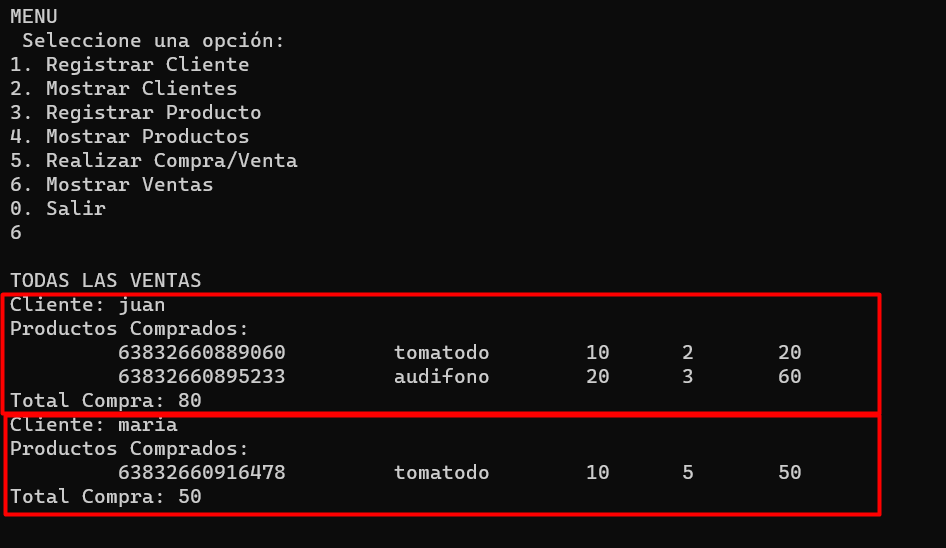 MENU
Seleccione una opción:
1. Registrar Cliente
2. Mostrar Clientes
3. Registrar Producto
4. Mostrar Productos
5. Realizar Compra/Venta
6. Mostrar Ventas
0. Salir
6
TODAS LAS VENTAS
Cliente: juan
Productos Comprados:
63832660889060 tomatodo 10 2 20
63832660895233 audifono 20 3 60
Total Compra: 80
Cliente: maria
Productos Comprados:
63832660916478 tomatodo 10 5 50
Total Compra: 50